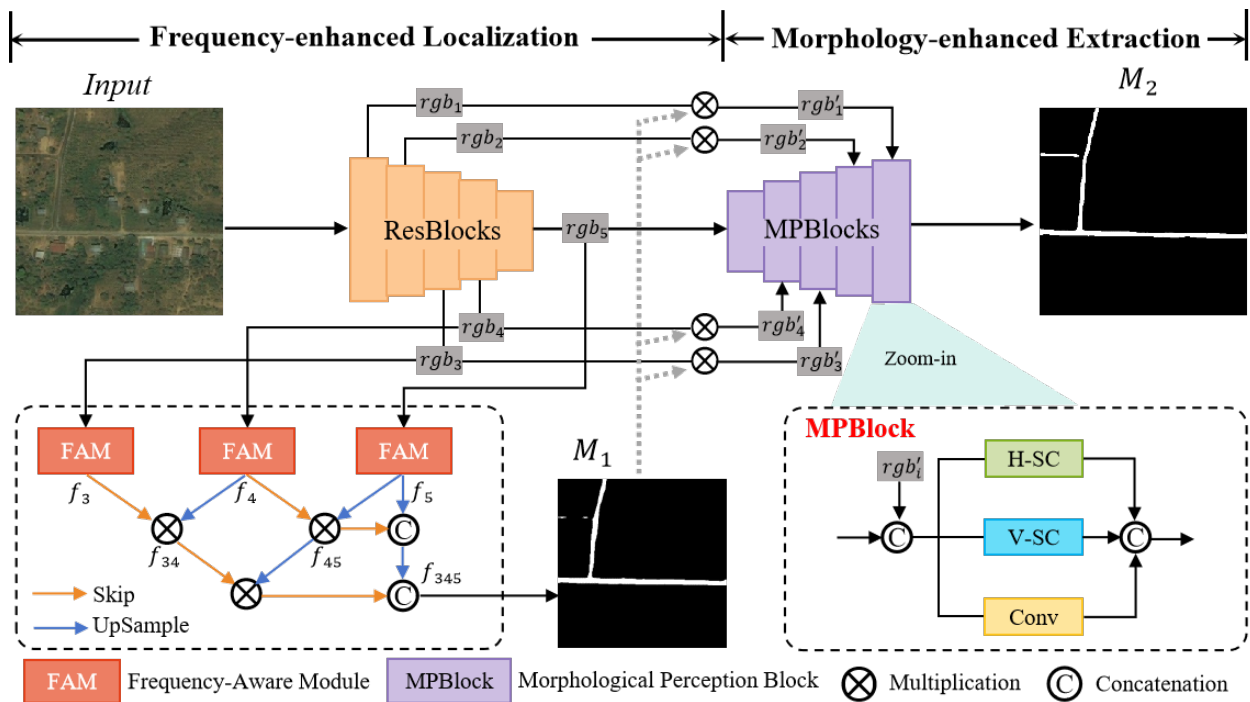 Frequency-enhanced Localization
Morphology-enhanced Extraction
Input
rgb₁
rgb′₁
M₂
rgb₂
rgb′₂
ResBlocks
rgb₅
MPBlocks
rgb₄
rgb′₄
rgb₃
rgb′₃
Zoom-in
FAM
FAM
FAM
M₁
MPBlock
f₃
f₄
f₅
rgb′ᵢ
H-SC
C
f₃₄
f₄₅
C
V-SC
C
f₃₄₅
Skip
C
UpSample
Conv
FAM Frequency-Aware Module
MPBlock Morphological Perception Block
Multiplication
C Concatenation